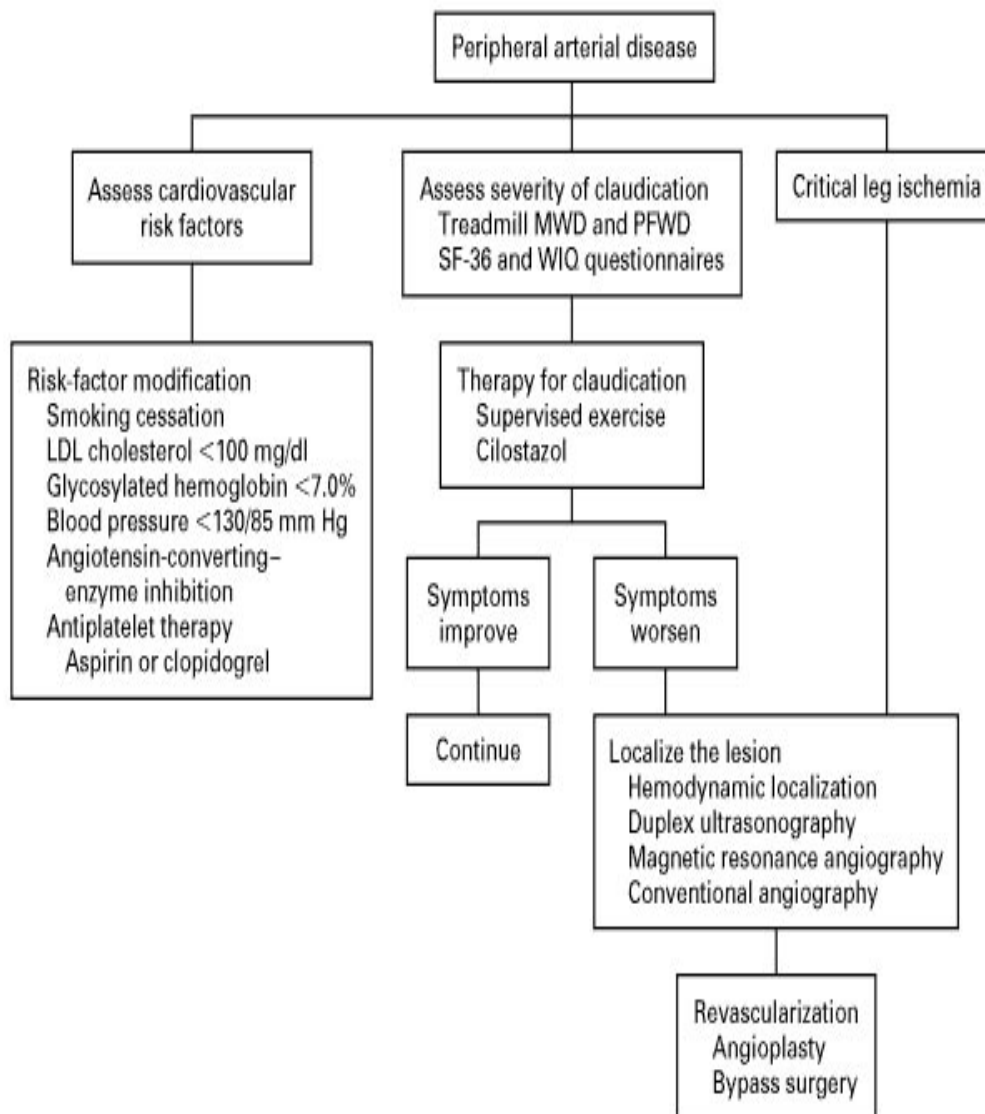 Peripheral arterial disease
Assess cardiovascular
risk factors
Assess severity of claudication
Treadmill MWD and PFWD
SF-36 and WIQ questionnaires
Critical leg ischemia
Risk-factor modification
Smoking cessation
LDL cholesterol <100 mg/dl
Glycosylated hemoglobin <7.0%
Blood pressure <130/85 mm Hg
Angiotensin-converting–
enzyme inhibition
Antiplatelet therapy
Aspirin or clopidogrel
Therapy for claudication
Supervised exercise
Cilostazol
Symptoms
improve
Symptoms
worsen
Continue
Localize the lesion
Hemodynamic localization
Duplex ultrasonography
Magnetic resonance angiography
Conventional angiography
Revascularization
Angioplasty
Bypass surgery